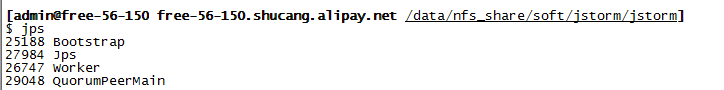 [admin@free-56-150 free-56-150.shucang.alipay.net /data/nfs_share/soft/jstorm/jstorm]
$ jps
25188 Bootstrap
27984 Jps
26747 Worker
29048 QuorumPeerMain